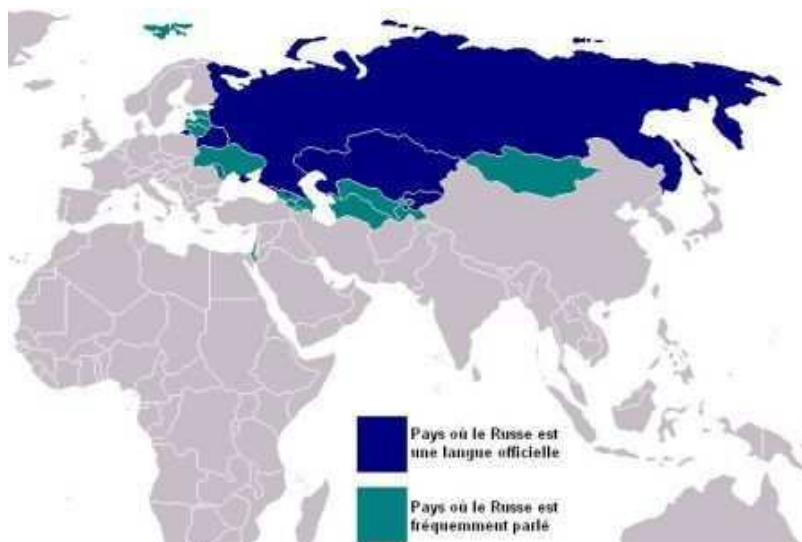 Pays où le Russe est
une langue officielle
Pays où le Russe est
fréquemment parlé